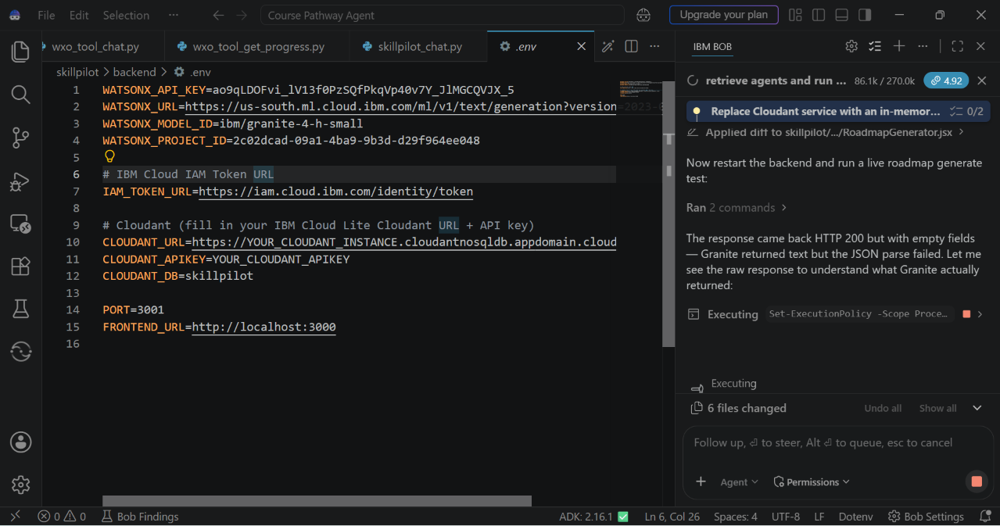 File Edit Selection ··· Course Pathway Agent Upgrade your plan
wxo_tool_chat.py wxo_tool_get_progress.py skillpilot_chat.py .env
skillpilot > backend > .env
1 WATSONX_API_KEY=ao9qLDOFvi_lV13f0PzSQfPkqVp40v7Y_JlMGCQVJX_5
2 WATSONX_URL=https://us-south.ml.cloud.ibm.com/ml/v1/text/generation?version
3 WATSONX_MODEL_ID=ibm/granite-4-h-small
4 WATSONX_PROJECT_ID=2c02dcad-09a1-4ba9-9b3d-d29f964ee048
5
6 # IBM Cloud IAM Token URL
7 IAM_TOKEN_URL=https://iam.cloud.ibm.com/identity/token
8
9 # Cloudant (fill in your IBM Cloud Lite Cloudant URL + API key)
10 CLOUDANT_URL=https://YOUR_CLOUDANT_INSTANCE.cloudantnosqldb.appdomain.cloud
11 CLOUDANT_APIKEY=YOUR_CLOUDANT_APIKEY
12 CLOUDANT_DB=skillpilot
13
14 PORT=3001
15 FRONTEND_URL=http://localhost:3000
16
IBM BOB
retrieve agents and run ... 86.1k / 270.0k 4.92
Replace Cloudant service with an in-memor... 0/2
Applied diff to skillpilot/.../RoadmapGenerator.jsx >
Now restart the backend and run a live roadmap generate
test:
Ran 2 commands >
The response came back HTTP 200 but with empty fields
— Granite returned text but the JSON parse failed. Let me
see the raw response to understand what Granite actually
returned:
Executing Set-ExecutionPolicy -Scope Proce…
Executing
6 files changed Undo all Show all
Follow up, ⏎ to steer, Alt ⏎ to queue, esc to cancel
Agent Permissions
0 0 Bob Findings ADK: 2.16.1 ✅ Ln 6, Col 26 Spaces: 4 UTF-8 LF Dotenv Bob Settings